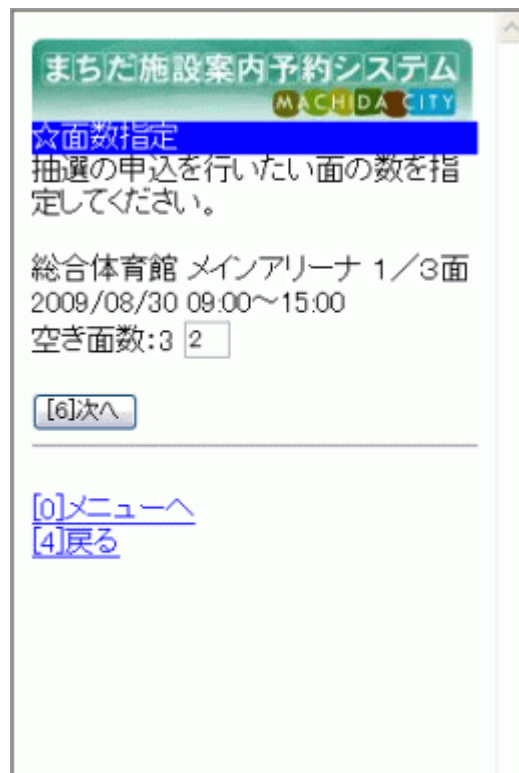 まちだ施設案内予約システム
MACHIDA CITY
☆面数指定
抽選の申込を行いたい面の数を指
定してください。
総合体育館 メインアリーナ 1／3面
2009/08/30 09:00～15:00
空き面数:3 2
[6]次へ
[0]メニューへ
[4]戻る